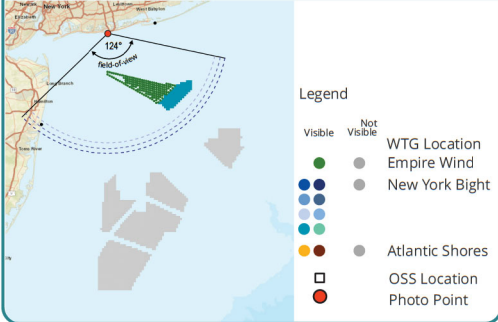 New York
Elizabeth
West Babylon
124°
field-of-view
Long Branch
Toms River
Legend
Visible
Not
Visible
WTG Location
Empire Wind
New York Bight
Atlantic Shores
OSS Location
Photo Point